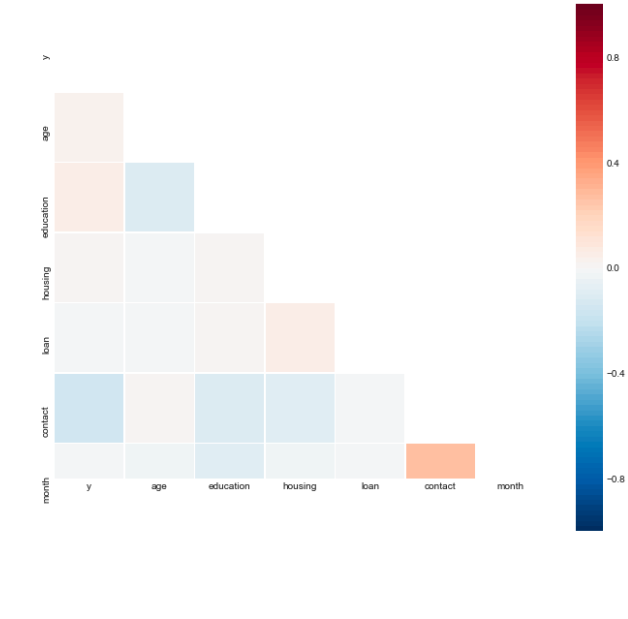 y
age
education
housing
loan
contact
month
y age education housing loan contact month
0.8
0.4
0.0
−0.4
−0.8